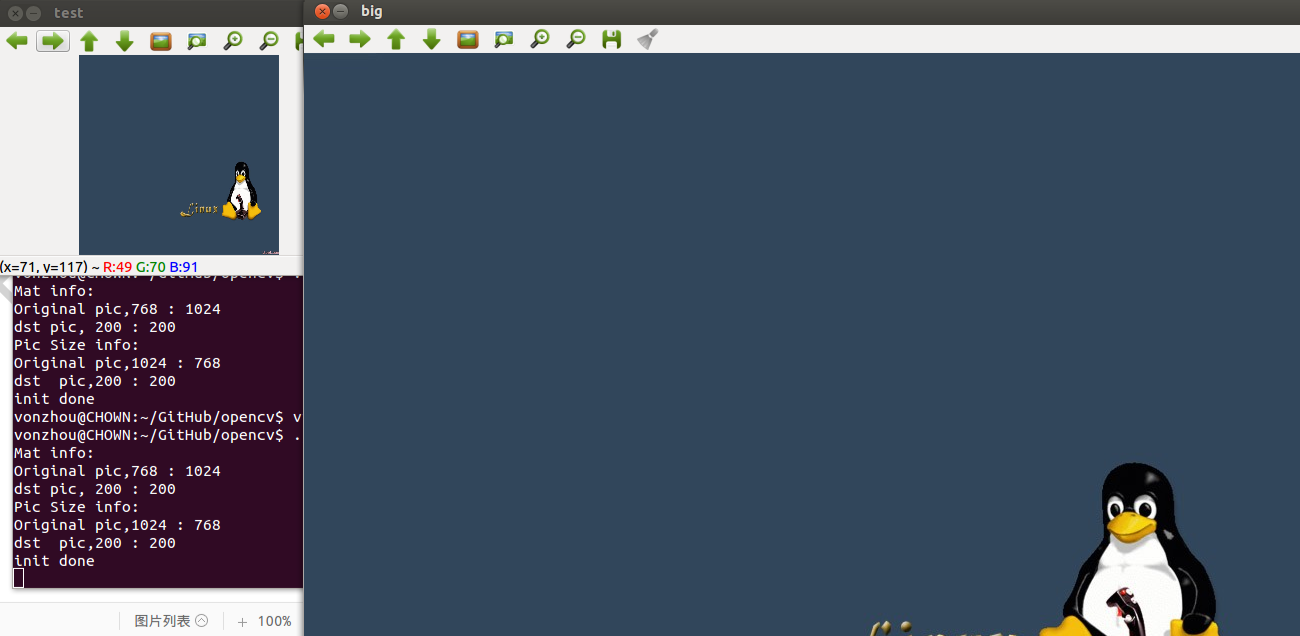 test
big
(x=71, y=117) ~ R:49 G:70 B:91
Mat info:
Original pic,768 : 1024
dst pic, 200 : 200
Pic Size info:
Original pic,1024 : 768
dst  pic,200 : 200
init done
vonzhou@CHOWN:~/GitHub/opencv$ v
vonzhou@CHOWN:~/GitHub/opencv$ .
Mat info:
Original pic,768 : 1024
dst pic, 200 : 200
Pic Size info:
Original pic,1024 : 768
dst  pic,200 : 200
init done
图片列表
+ 100%
Linux